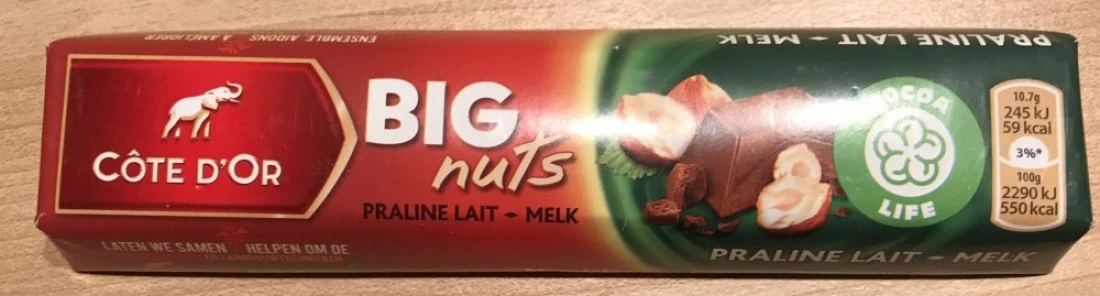 ENSEMBLE AIDONS À AMÉLIORER
PRALINE LAIT - MELK
CÔTE D'OR
BIG
nuts
PRALINE LAIT - MELK
COCOA
LIFE
10.7g
245 kJ
59 kcal
3%*
100g
2290 kJ
550 kcal
LATEN WE SAMEN HELPEN OM DE
LANDBOUWTECHNIEKEN
PRALINE LAIT - MELK